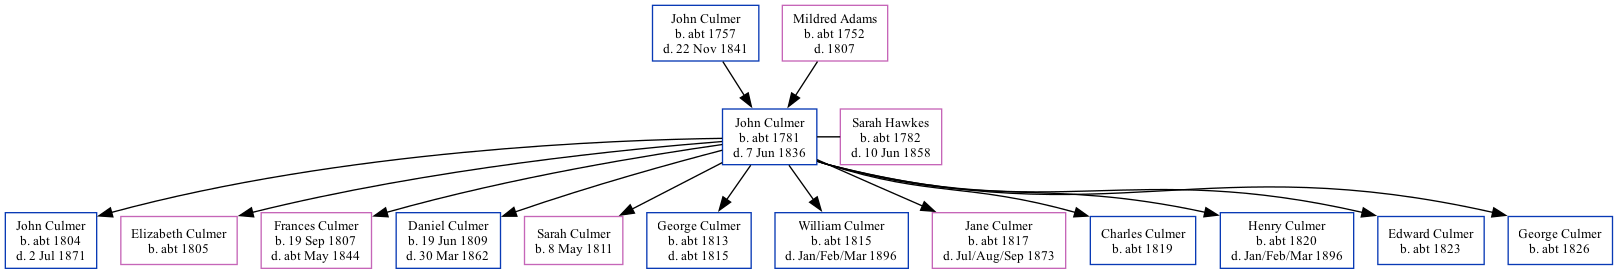 John Culmer
b. abt 1757
d. 22 Nov 1841
Mildred Adams
b. abt 1752
d. 1807
John Culmer
b. abt 1781
d. 7 Jun 1836
Sarah Hawkes
b. abt 1782
d. 10 Jun 1858
John Culmer
b. abt 1804
d. 2 Jul 1871
Elizabeth Culmer
b. abt 1805
Frances Culmer
b. 19 Sep 1807
d. abt May 1844
Daniel Culmer
b. 19 Jun 1809
d. 30 Mar 1862
Sarah Culmer
b. 8 May 1811
George Culmer
b. abt 1813
d. abt 1815
William Culmer
b. abt 1815
d. Jan/Feb/Mar 1896
Jane Culmer
b. abt 1817
d. Jul/Aug/Sep 1873
Charles Culmer
b. abt 1819
Henry Culmer
b. abt 1820
d. Jan/Feb/Mar 1896
Edward Culmer
b. abt 1823
George Culmer
b. abt 1826